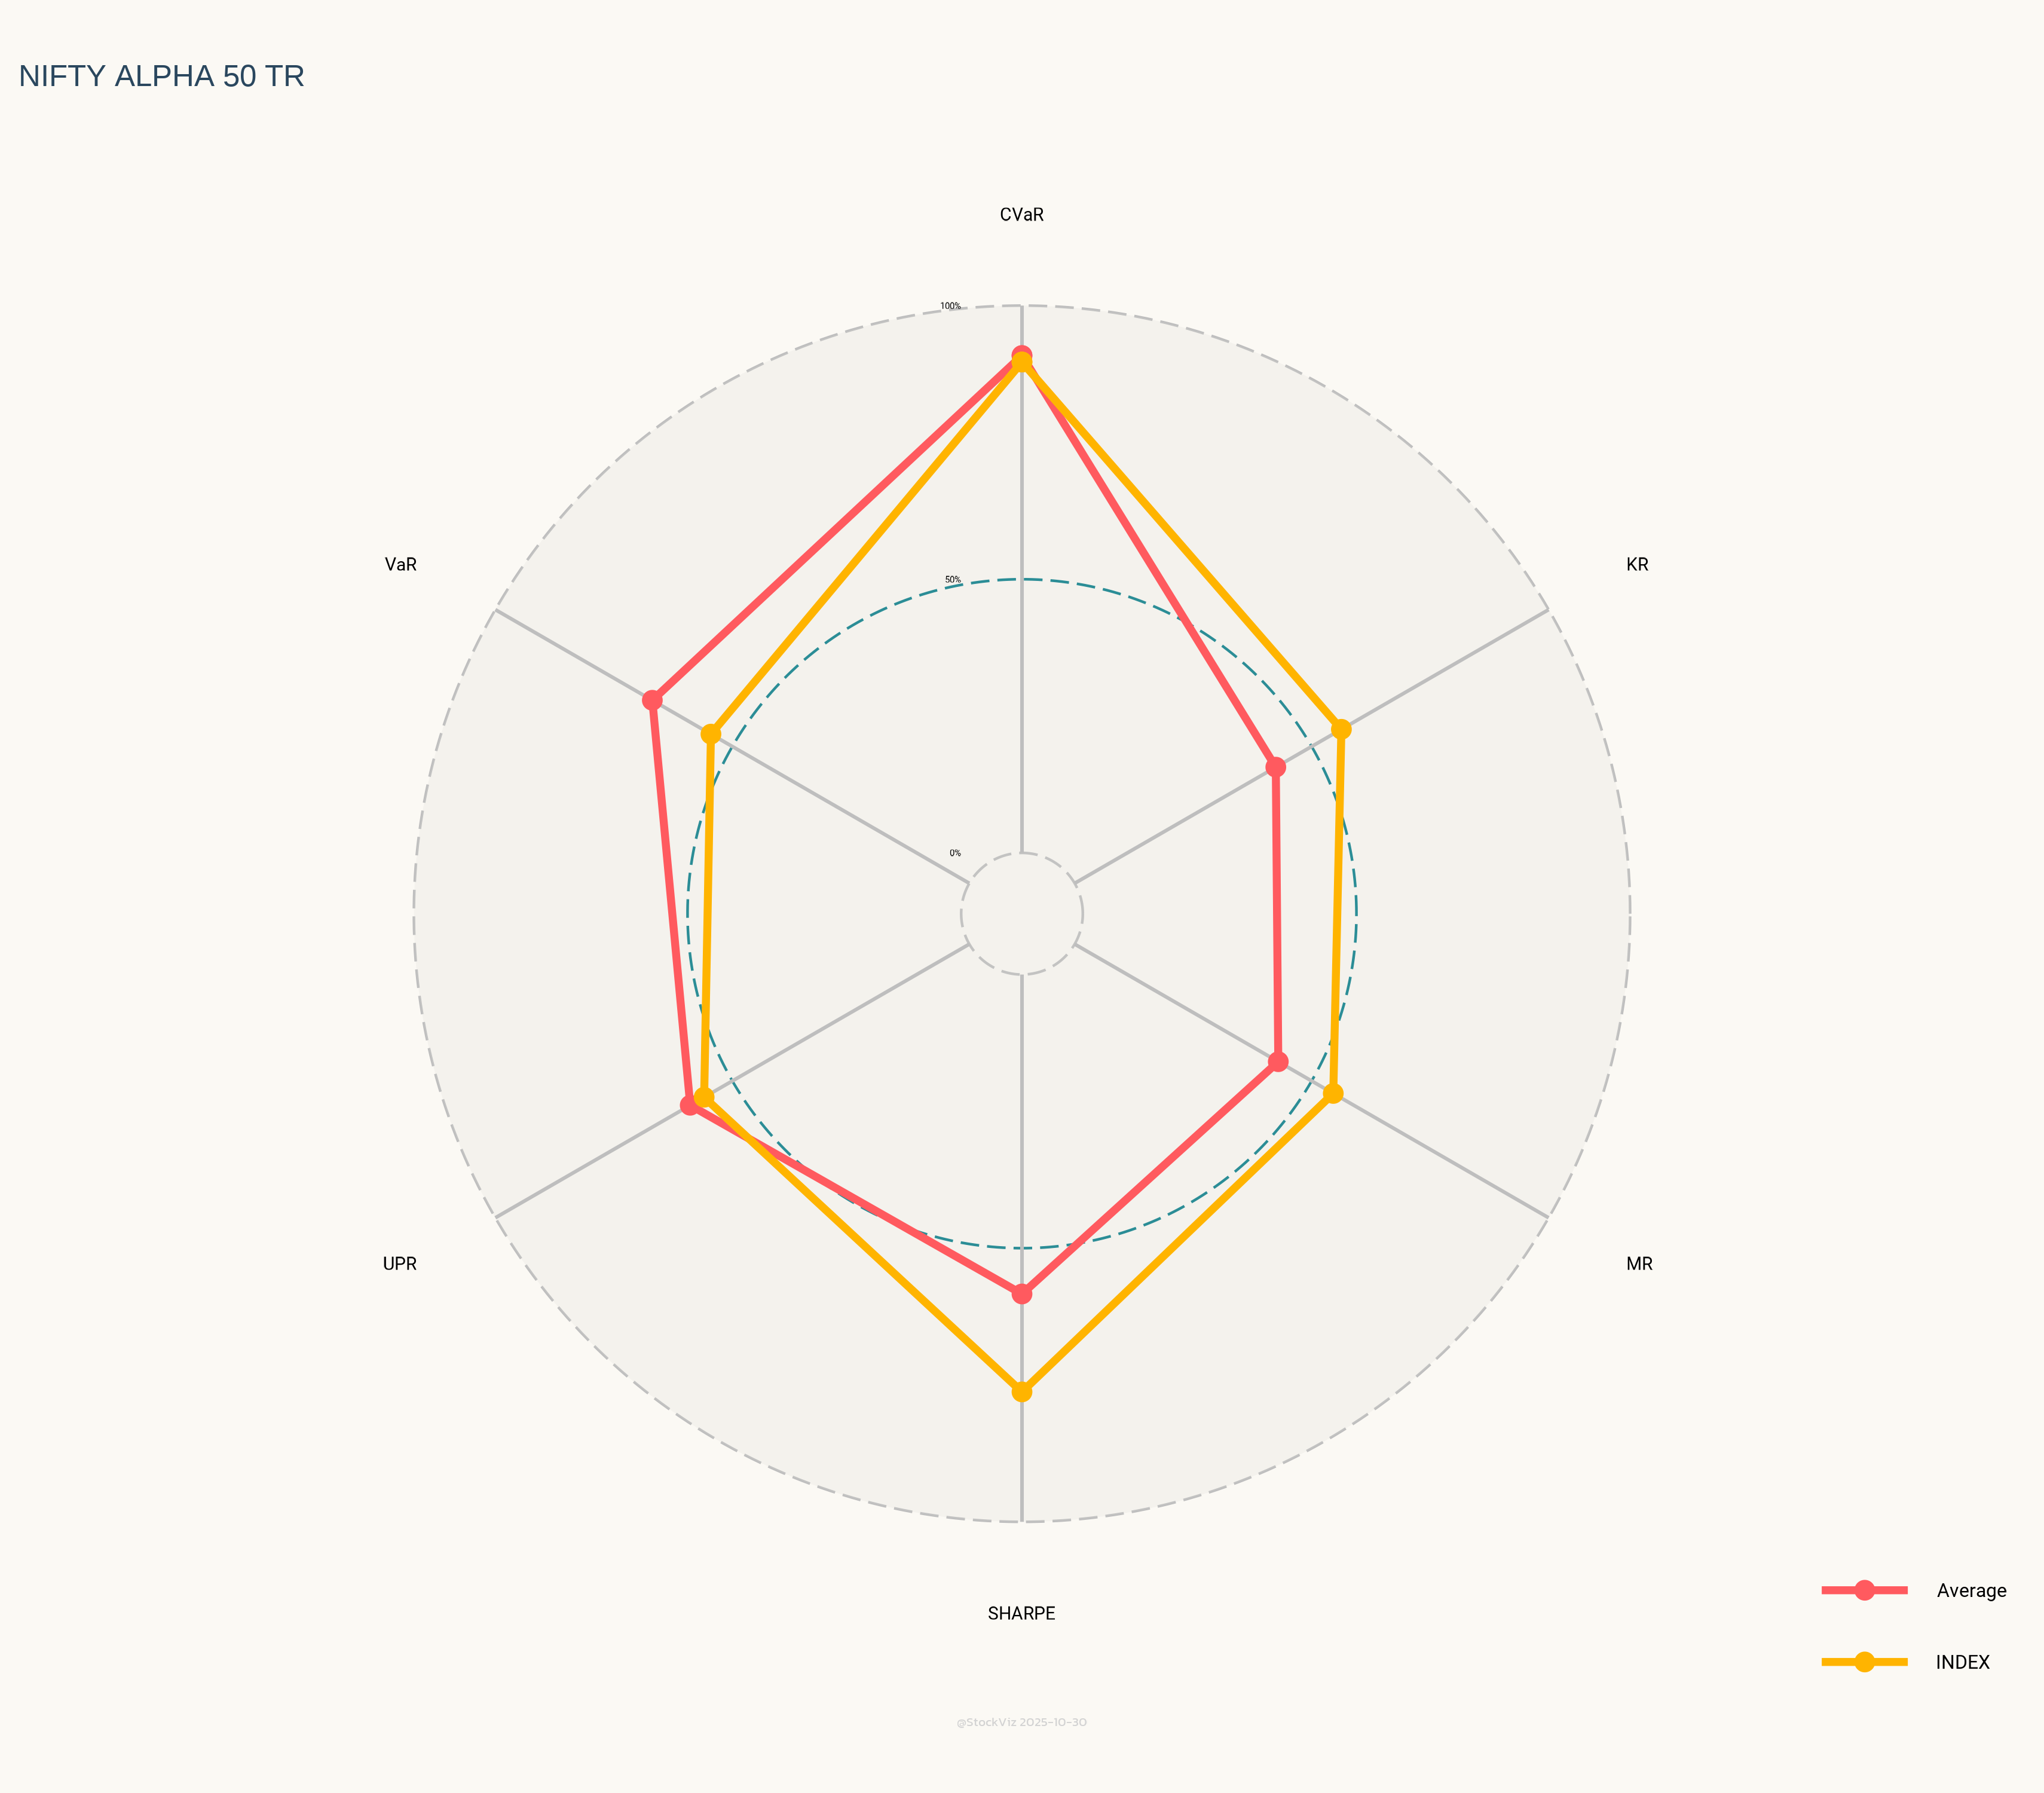 NIFTY ALPHA 50 TR
CVaR
100%
VaR
KR
50%
0%
UPR
MR
SHARPE
Average
INDEX
@StockViz 2025-10-30